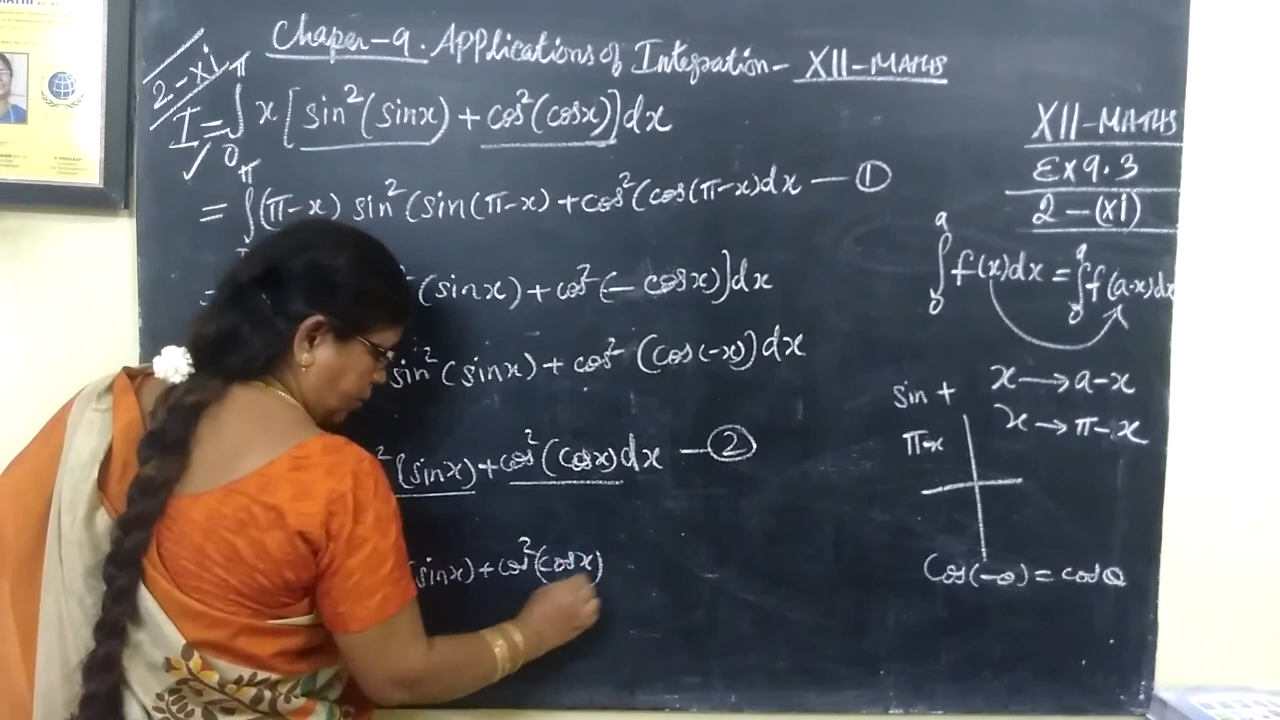 Chaper-9. Applications of Integration - XII-MATHS
2-xi
I = ∫₀^π x [sin²(sinx) + cos²(cosx)] dx
= ∫ (π-x) sin²(sin(π-x) + cos²(cos(π-x) dx — ①
(sinx) + cos²(- cosx)] dx
sin²(sinx) + cos²(cos(-x)) dx
²(sinx) + cos²(cosx) dx — ②
(sinx) + cos²(cosx)
XII-MATHS
Ex 9.3
2-(xi)
∫₀^a f(x)dx = ∫₀^a f(a-x)dx
x → a-x
x → π-x
sin +
π-x
Cos(-θ) = cosθ